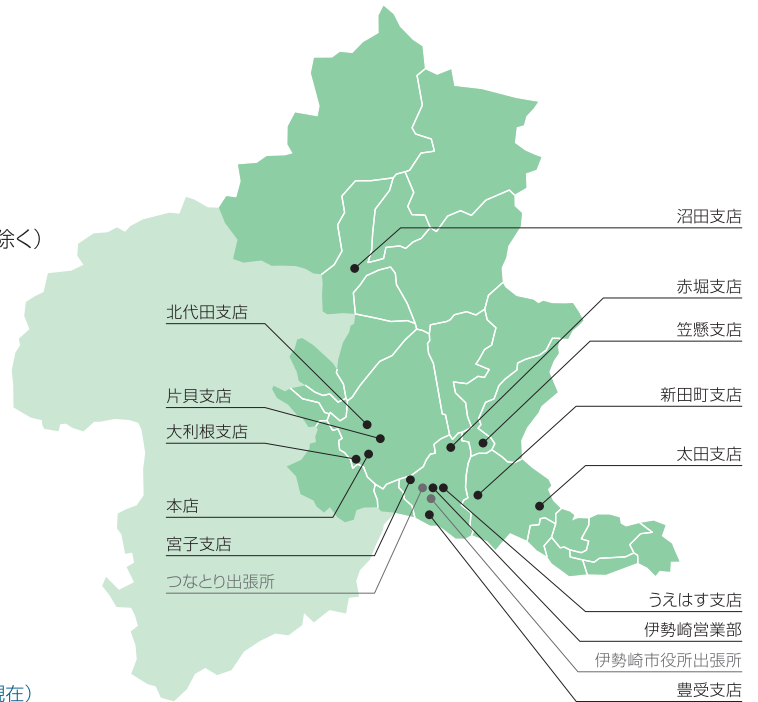 除く）
沼田支店
赤堀支店
北代田支店
笠懸支店
片貝支店
新田町支店
大利根支店
太田支店
本店
宮子支店
つなとり出張所
うえはす支店
伊勢崎営業部
伊勢崎市役所出張所
豊受支店
現在）